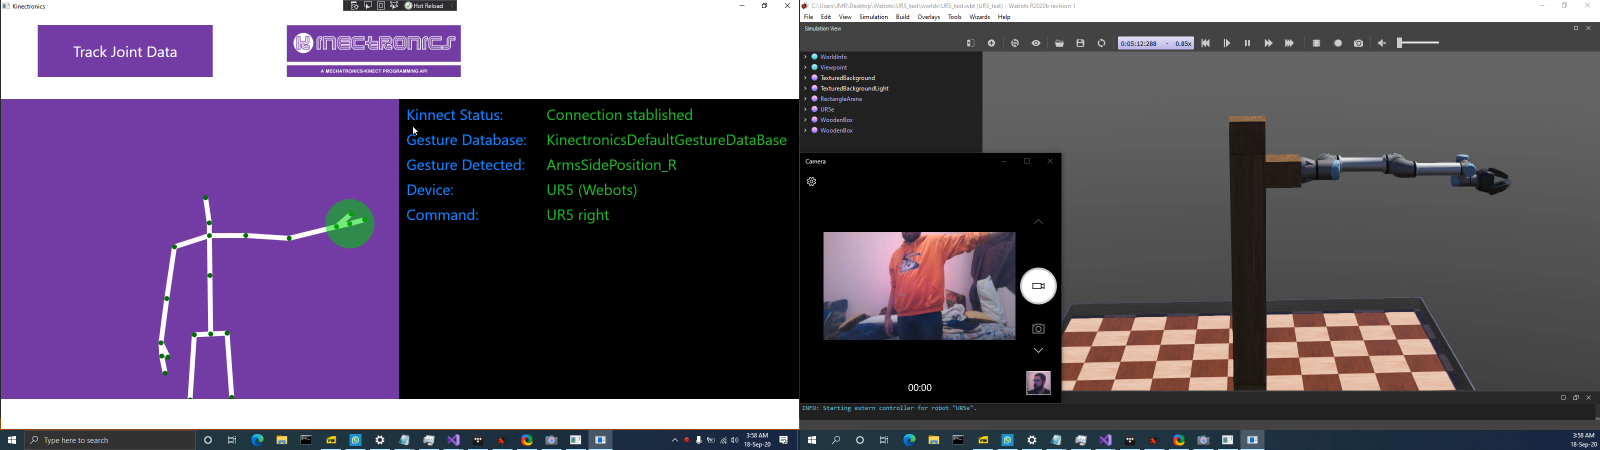 Kinectronics
Hot Reload
Track Joint Data
KINECTRONICS
A MECHATRONICS-KINECT PROGRAMMING API
Kinnect Status: Connection stablished
Gesture Database: KinectronicsDefaultGestureDataBase
Gesture Detected: ArmsSidePosition_R
Device: UR5 (Webots)
Command: UR5 right
Type here to search
3:58 AM
18-Sep-20
C:\Users\UMR\Desktop\Webots\UR5_test\worlds\UR5_test.wbt (UR5_test) - Webots R2020b revision 1
File Edit View Simulation Build Overlays Tools Wizards Help
Simulation View
0:05:12:288 - 0.85x
WorldInfo
Viewpoint
TexturedBackground
TexturedBackgroundLight
RectangleArena
UR5e
WoodenBox
WoodenBox
Camera
00:00
INFO: Starting extern controller for robot "UR5e".
3:58 AM
18-Sep-20